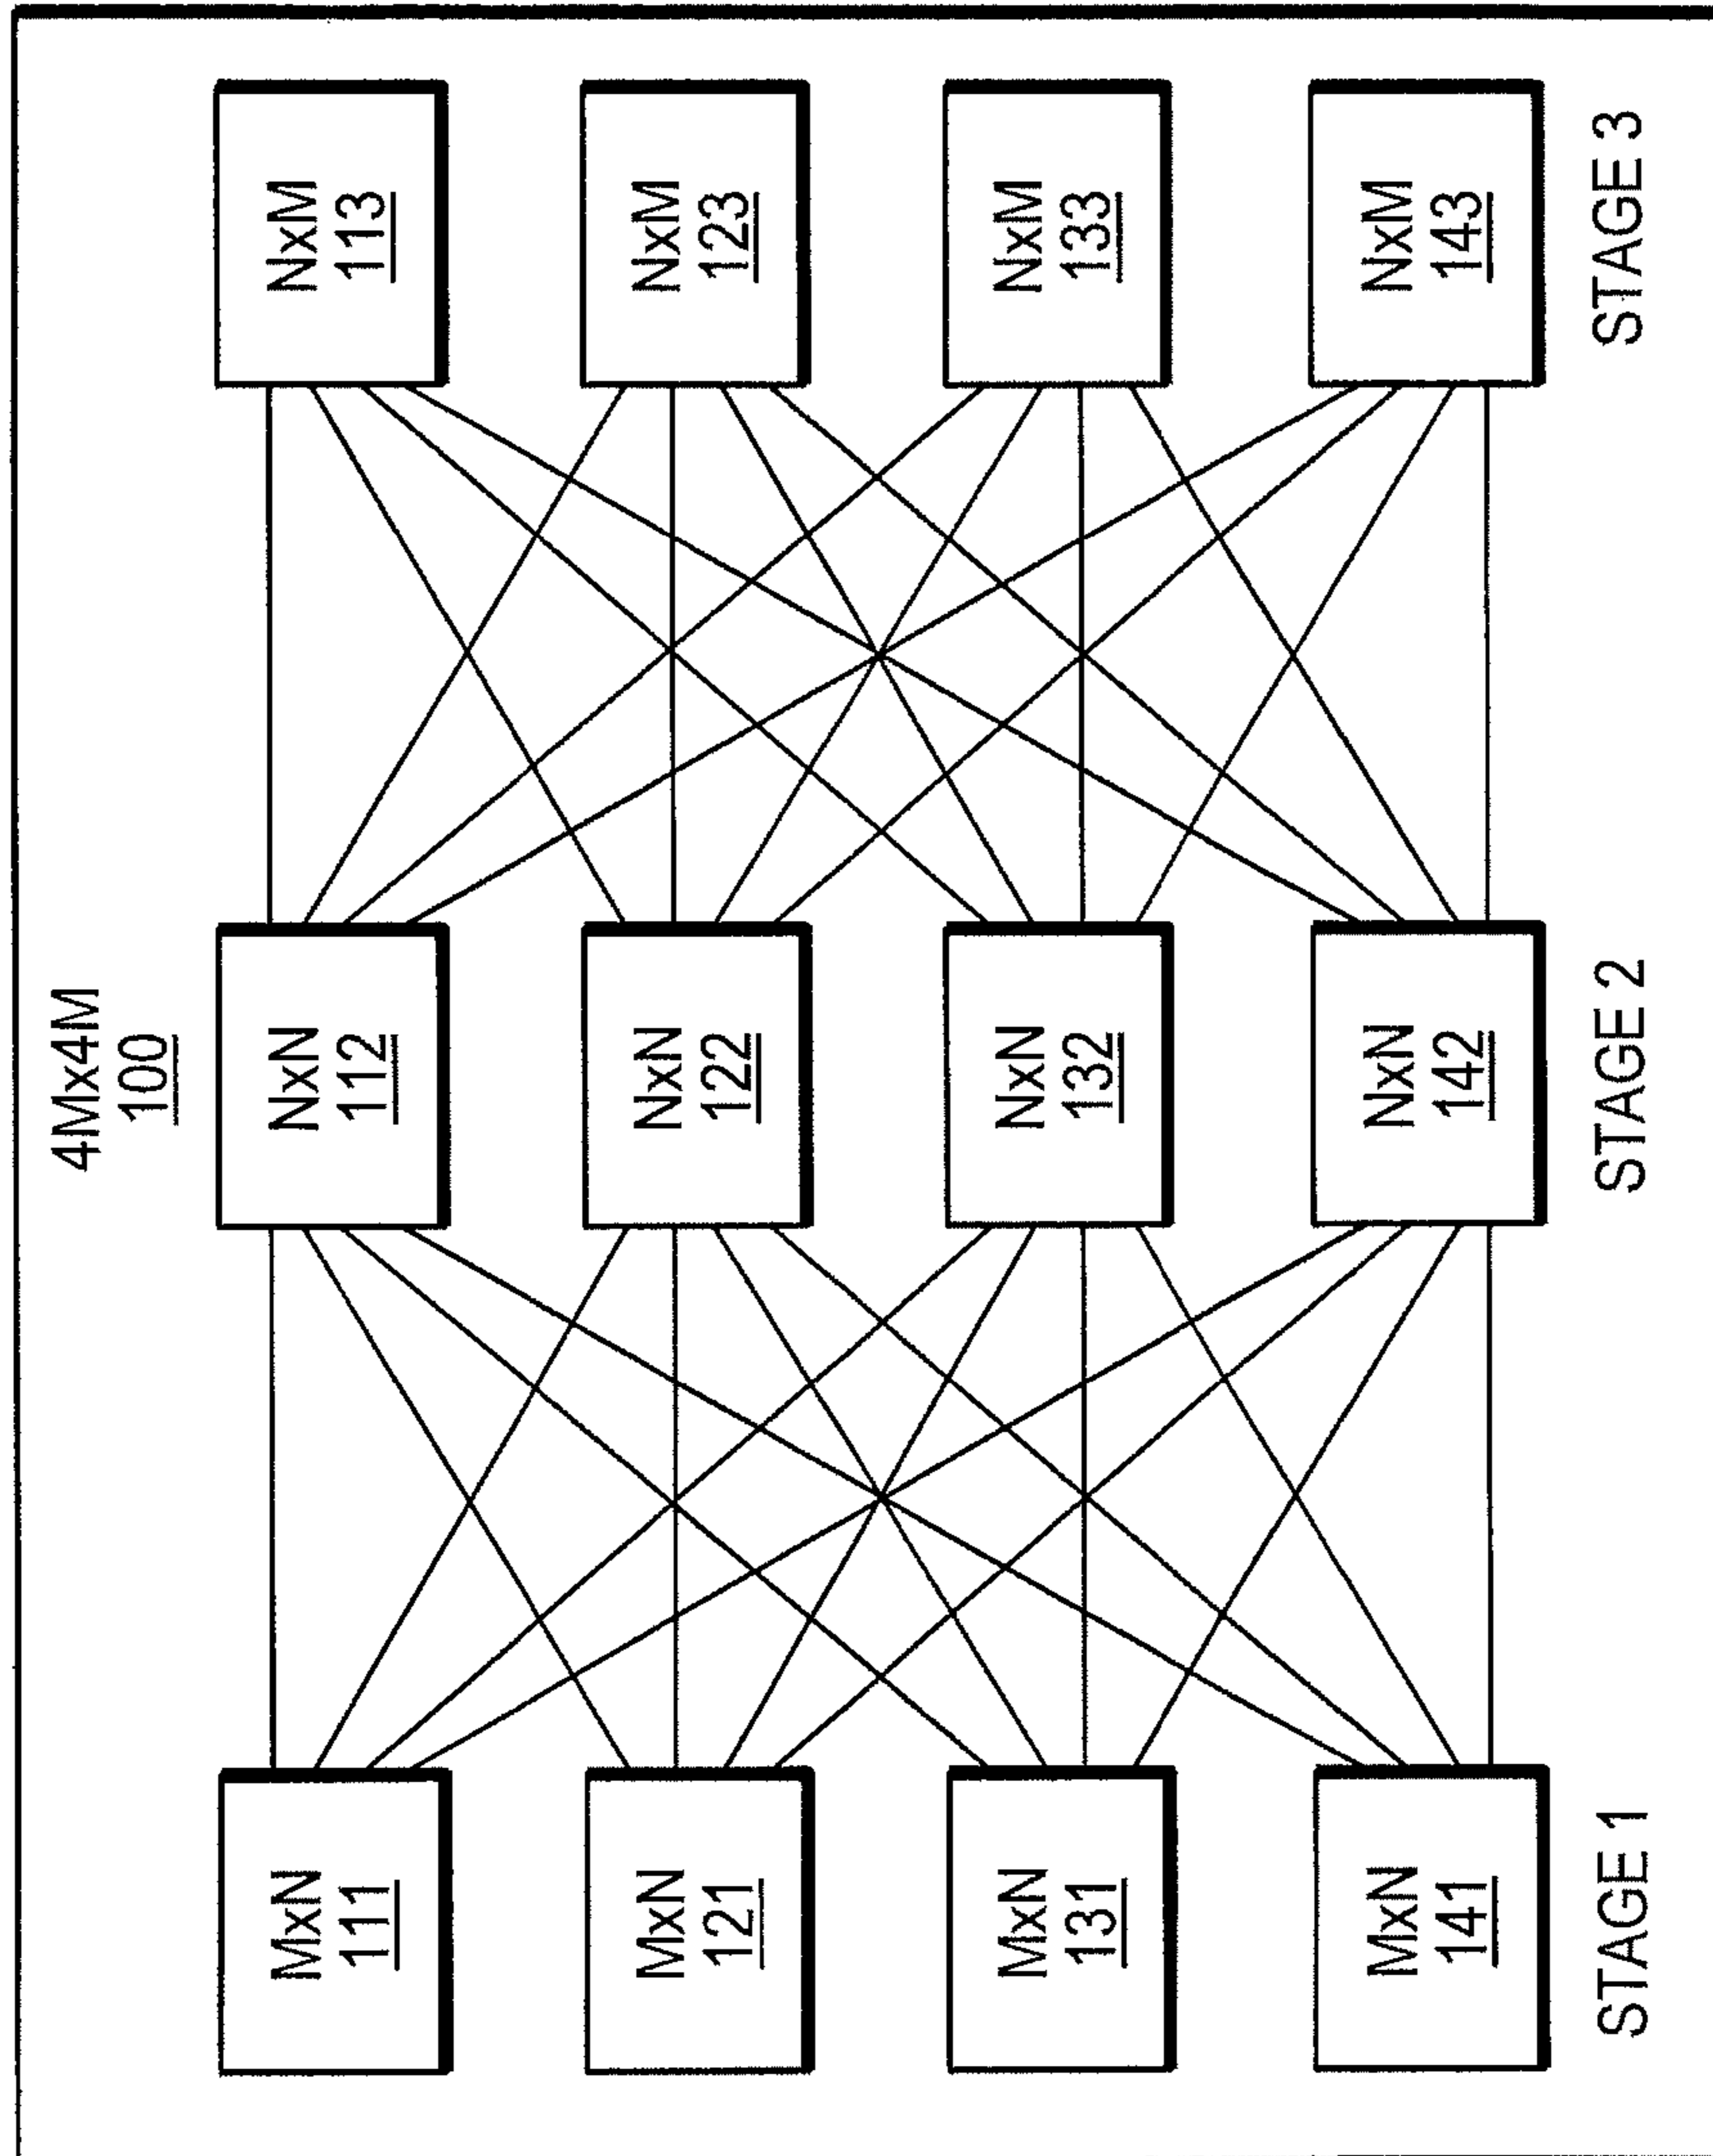 4Mx4M
100
MxN
111
NxN
112
NxM
113
MxN
121
NxN
122
NxM
123
MxN
131
NxN
132
NxM
133
MxN
141
NxN
142
NxM
143
STAGE 1
STAGE 2
STAGE 3